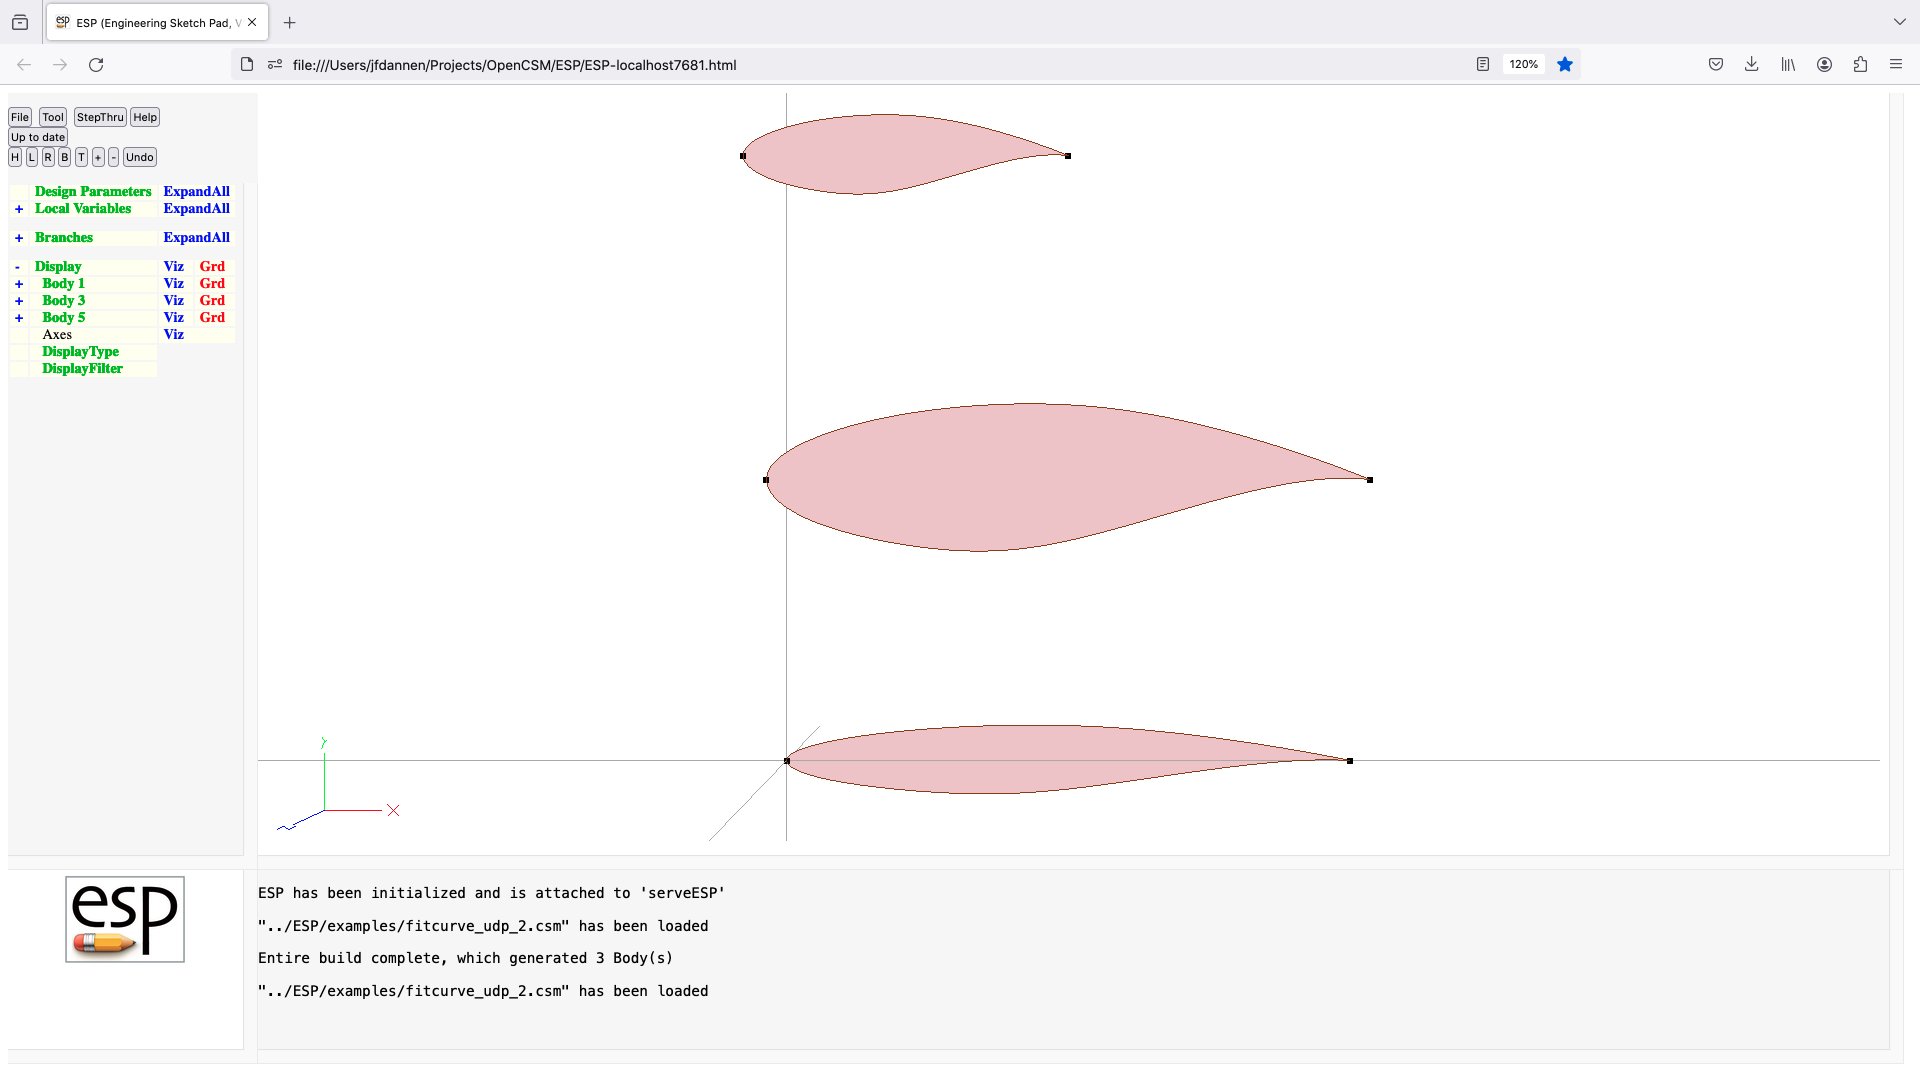 ESP (Engineering Sketch Pad, V
file:///Users/jfdannen/Projects/OpenCSM/ESP/ESP-localhost7681.html
120%
File Tool StepThru Help
Up to date
H L R B T + - Undo
Design Parameters ExpandAll
+ Local Variables ExpandAll
+ Branches ExpandAll
- Display Viz Grd
+ Body 1 Viz Grd
+ Body 3 Viz Grd
+ Body 5 Viz Grd
Axes Viz
DisplayType
DisplayFilter
Y
X
Z
esp
ESP has been initialized and is attached to 'serveESP'
"../ESP/examples/fitcurve_udp_2.csm" has been loaded
Entire build complete, which generated 3 Body(s)
"../ESP/examples/fitcurve_udp_2.csm" has been loaded